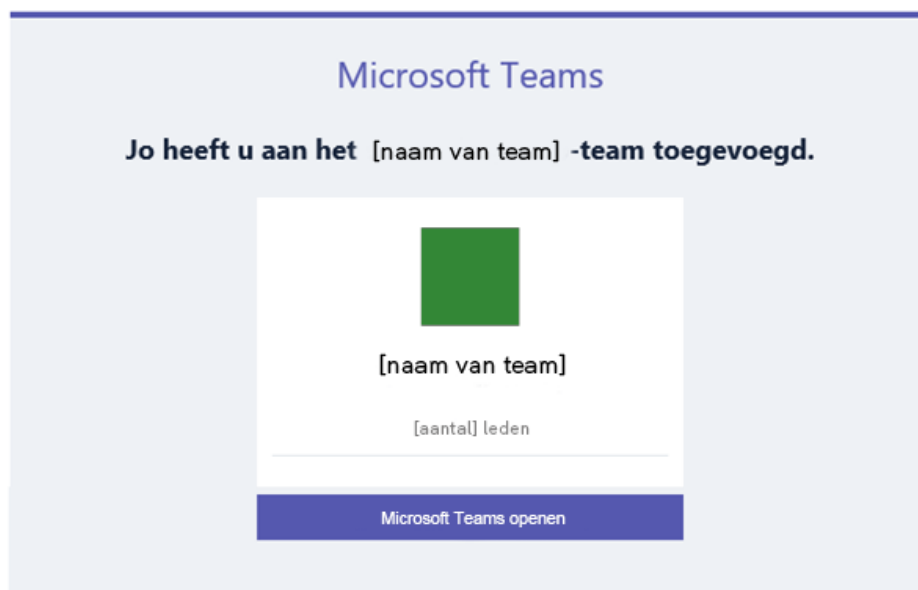 Microsoft Teams
Jo heeft u aan het [naam van team] -team toegevoegd.
[naam van team]
[aantal] leden
Microsoft Teams openen